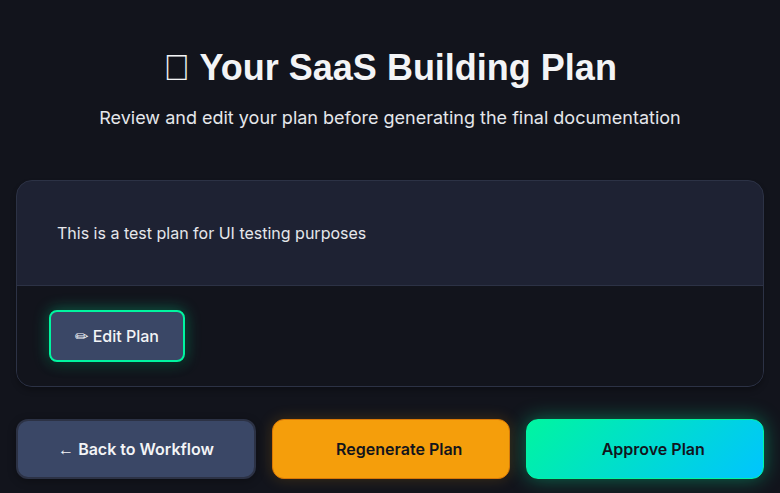 Your SaaS Building Plan
Review and edit your plan before generating the final documentation
This is a test plan for UI testing purposes
✏ Edit Plan
← Back to Workflow
Regenerate Plan
Approve Plan